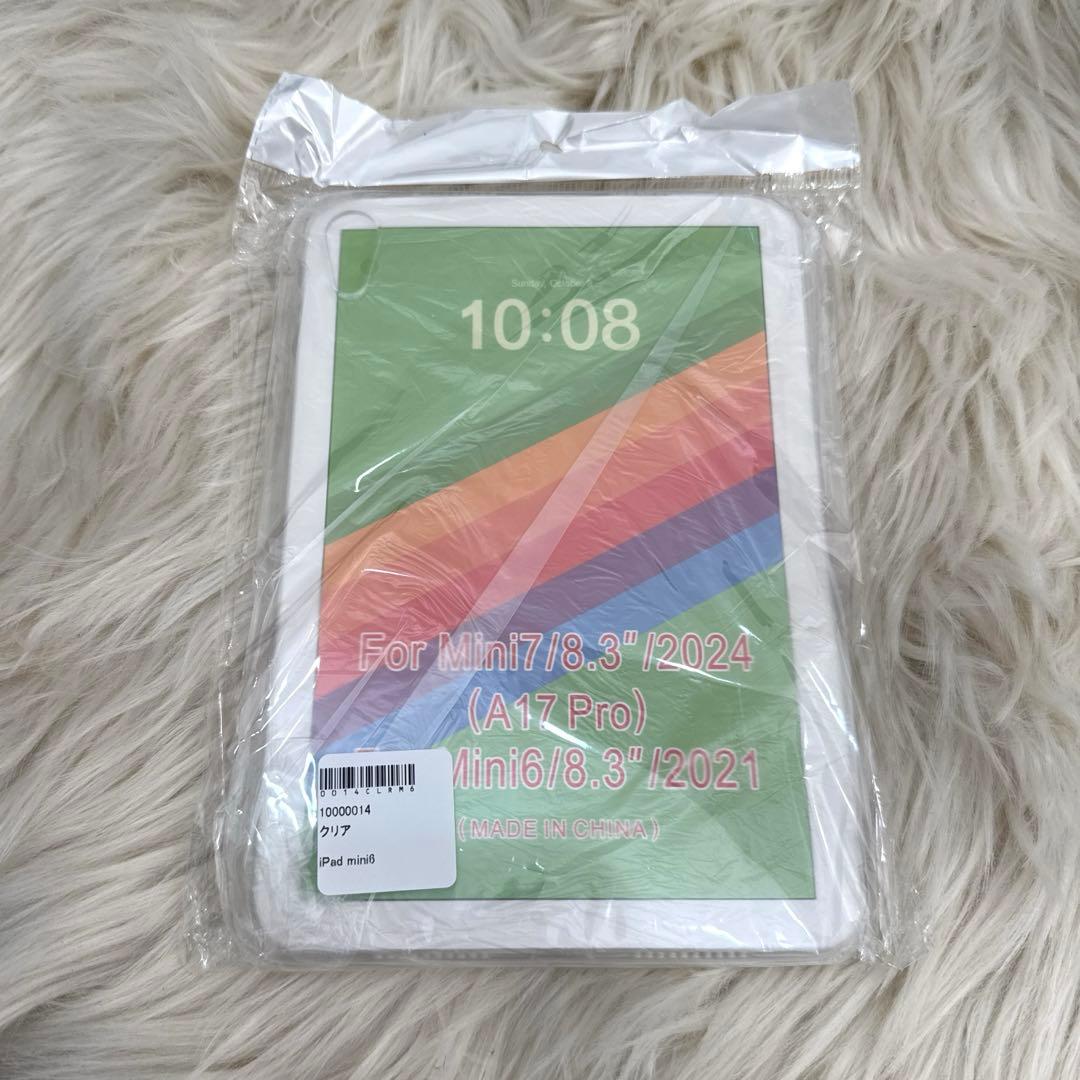 Sunday, October
10:08
For Mini7/8.3"/2024
(A17 Pro)
Mini6/8.3"/2021
(MADE IN CHINA)
0014CLRM6
10000014
クリア
iPad mini6